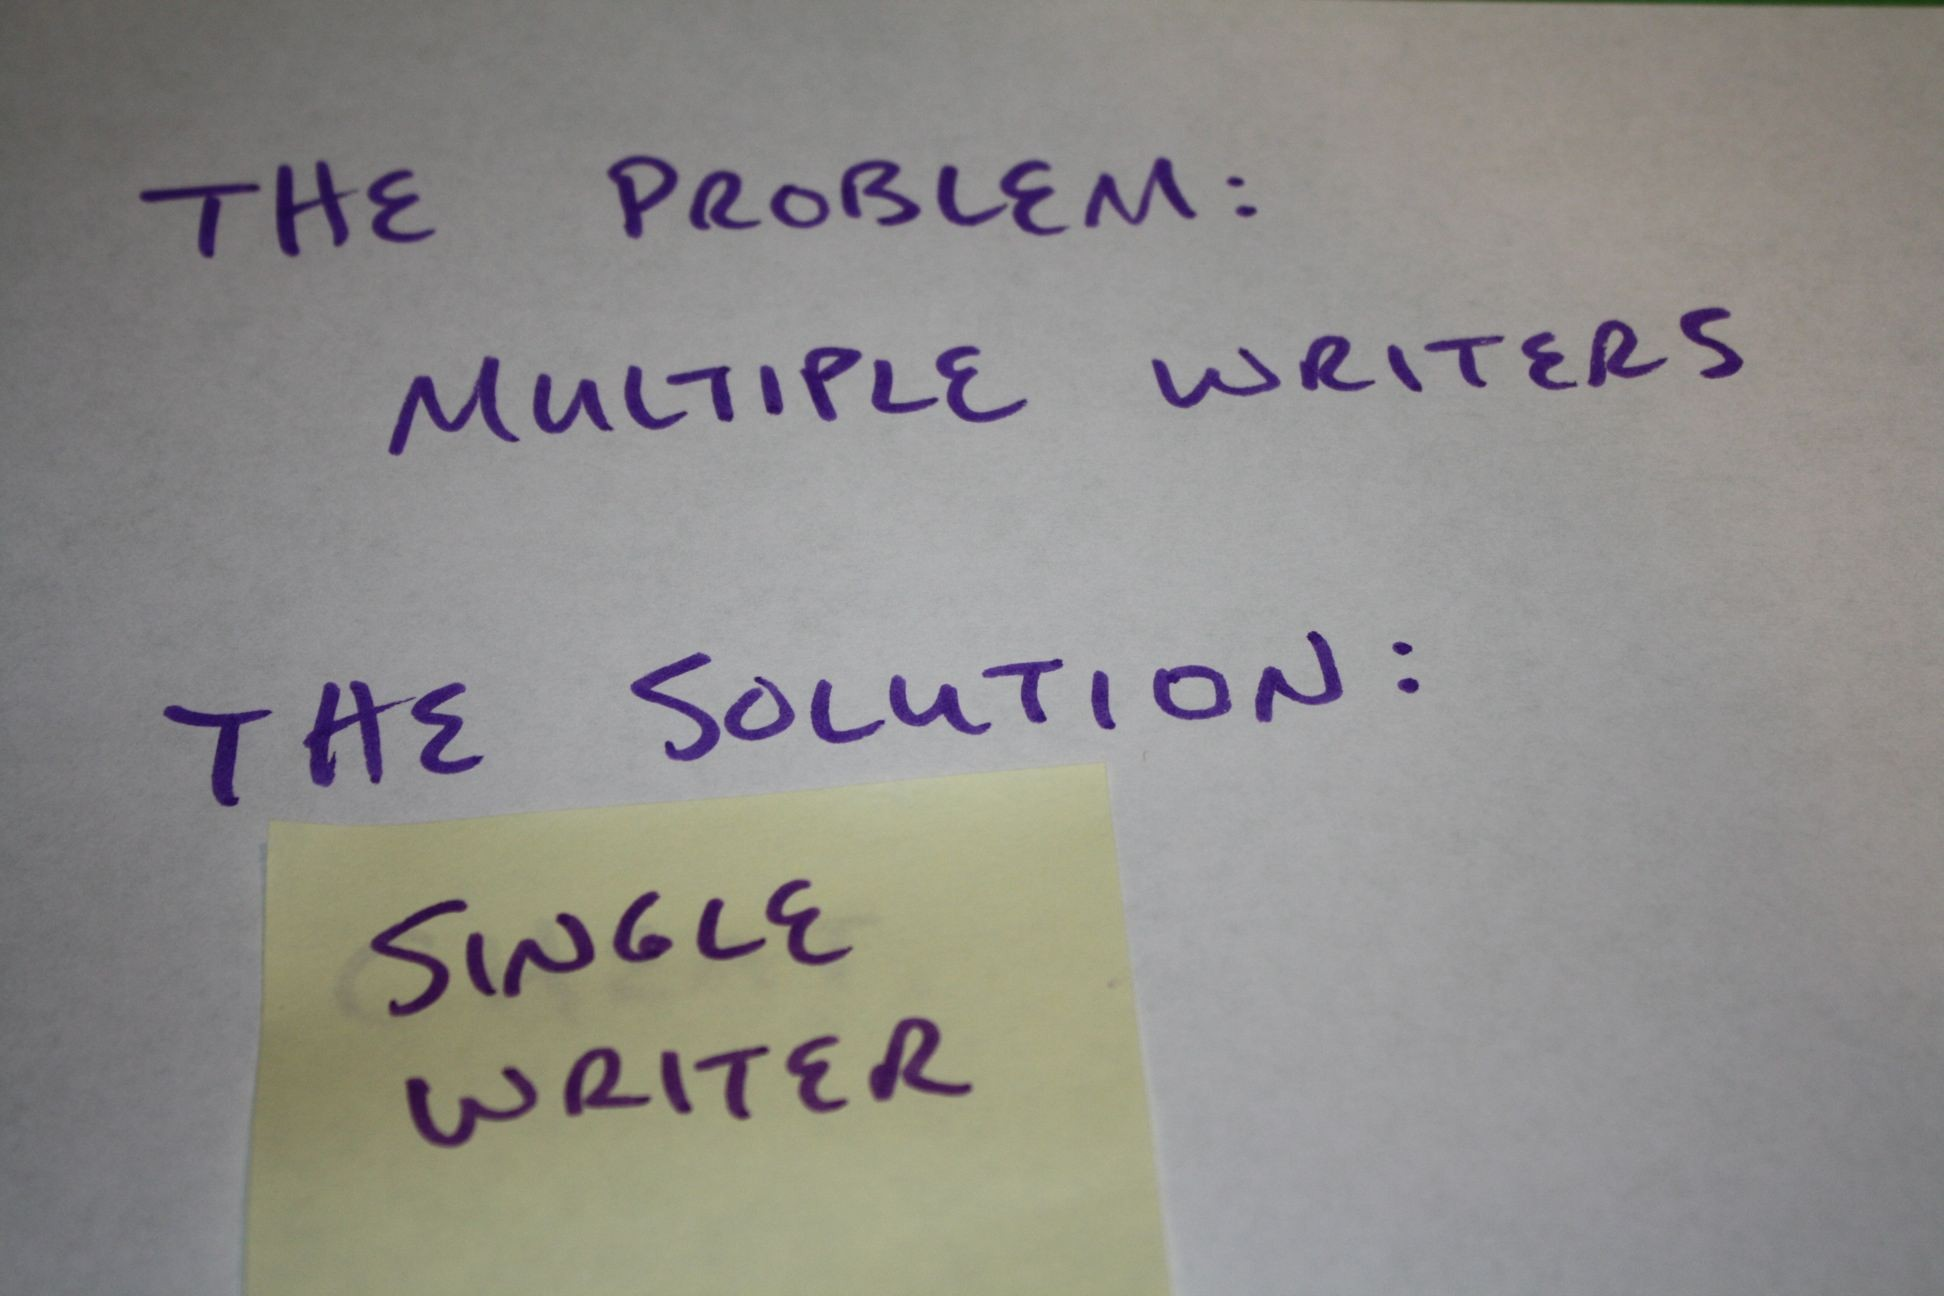 THE PROBLEM:
MULTIPLE WRITERS
THE SOLUTION:
SINGLE
WRITER